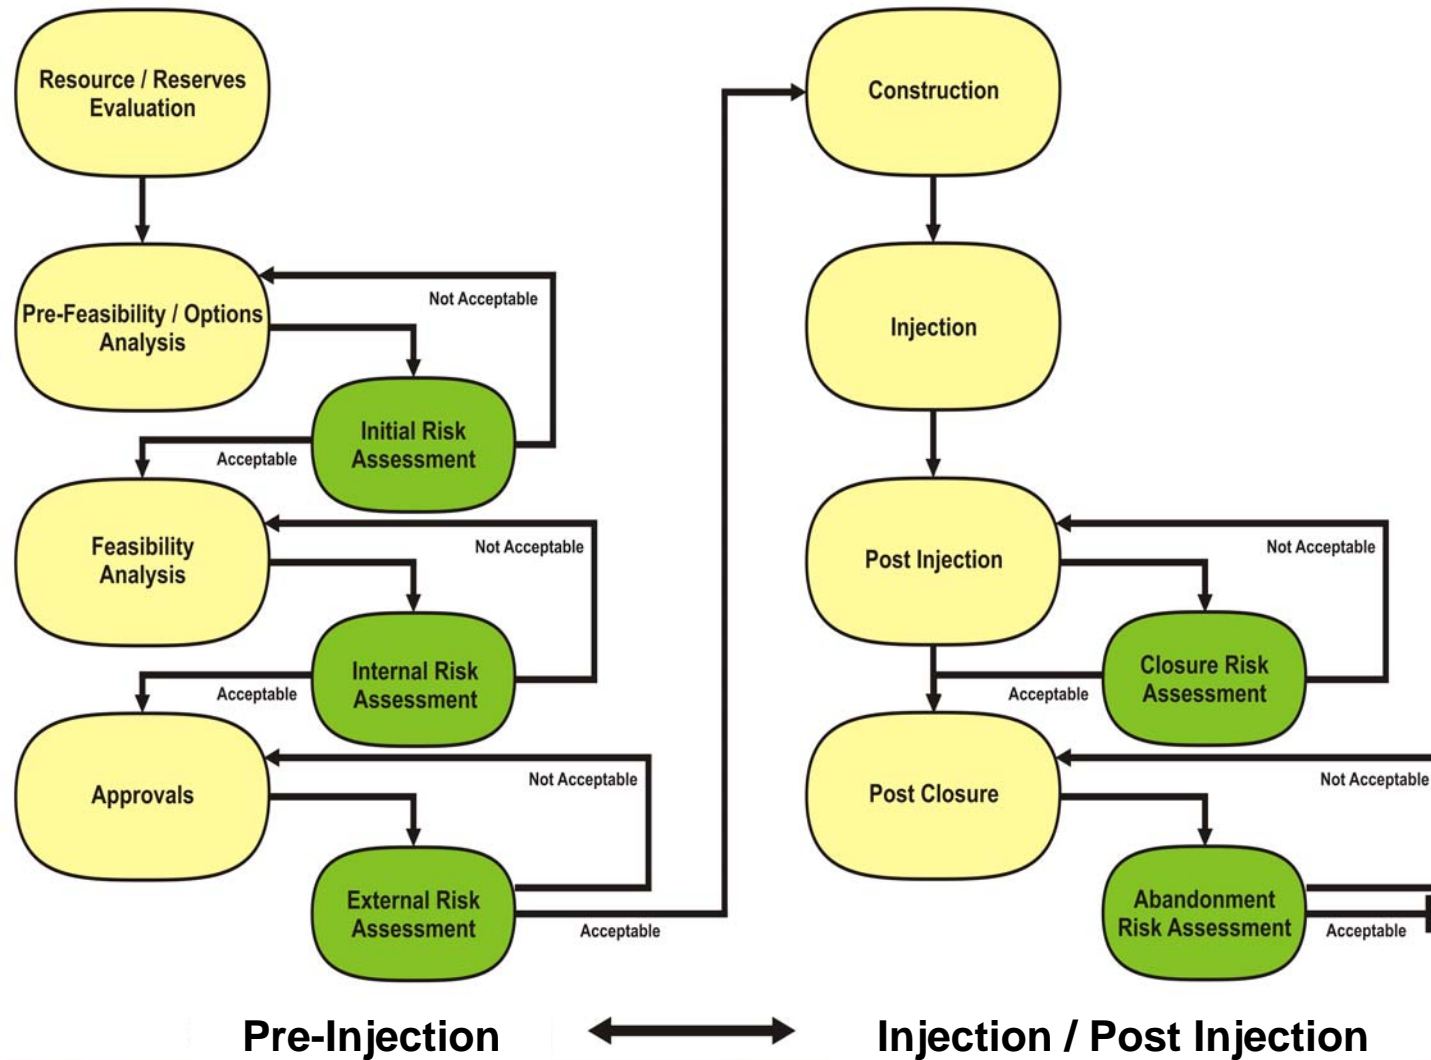 Resource / Reserves
Evaluation
Pre-Feasibility / Options
Analysis
Not Acceptable
Initial Risk
Assessment
Acceptable
Feasibility
Analysis
Not Acceptable
Internal Risk
Assessment
Acceptable
Approvals
Not Acceptable
External Risk
Assessment
Acceptable
Construction
Injection
Post Injection
Not Acceptable
Closure Risk
Assessment
Acceptable
Post Closure
Not Acceptable
Abandonment
Risk Assessment
Acceptable
Pre-Injection
Injection / Post Injection